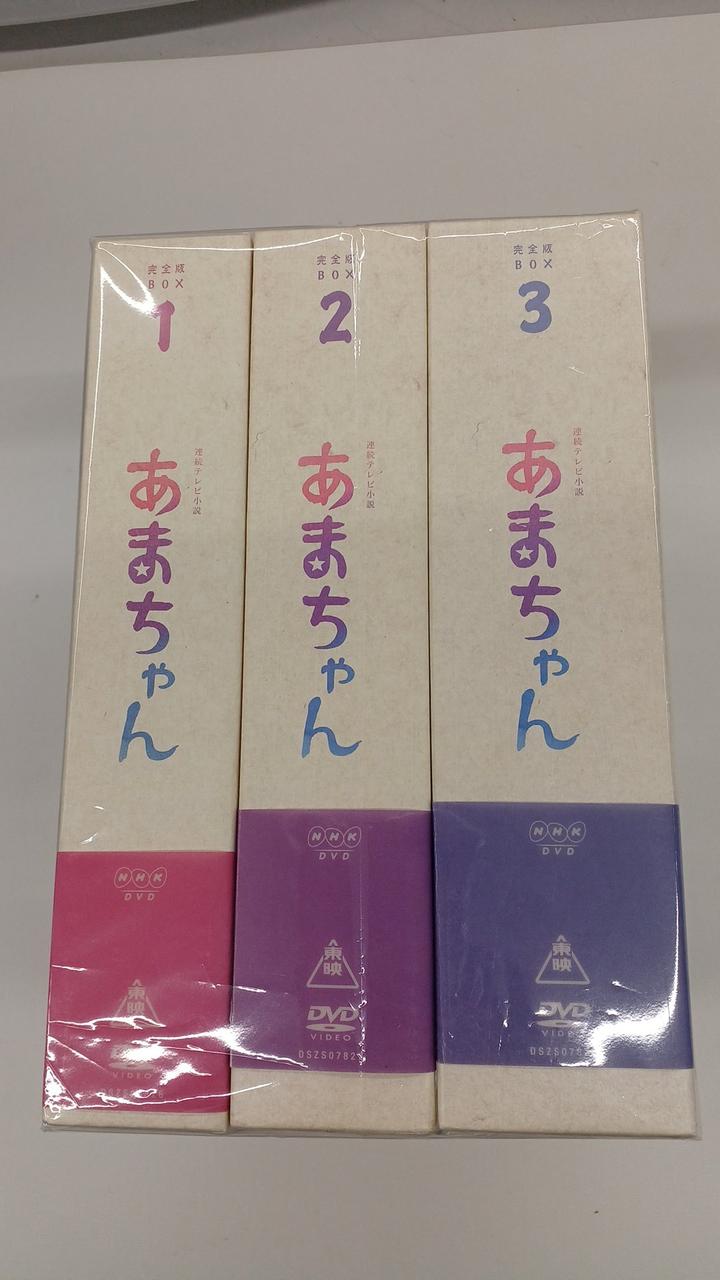 完全版
BOX
1
連続テレビ小説
あまちゃん
NHK
DVD
東映
完全版
BOX
2
連続テレビ小説
あまちゃん
NHK
DVD
東映
DVD
VIDEO
完全版
BOX
3
連続テレビ小説
あまちゃん
NHK
DVD
東映
DVD
VIDEO